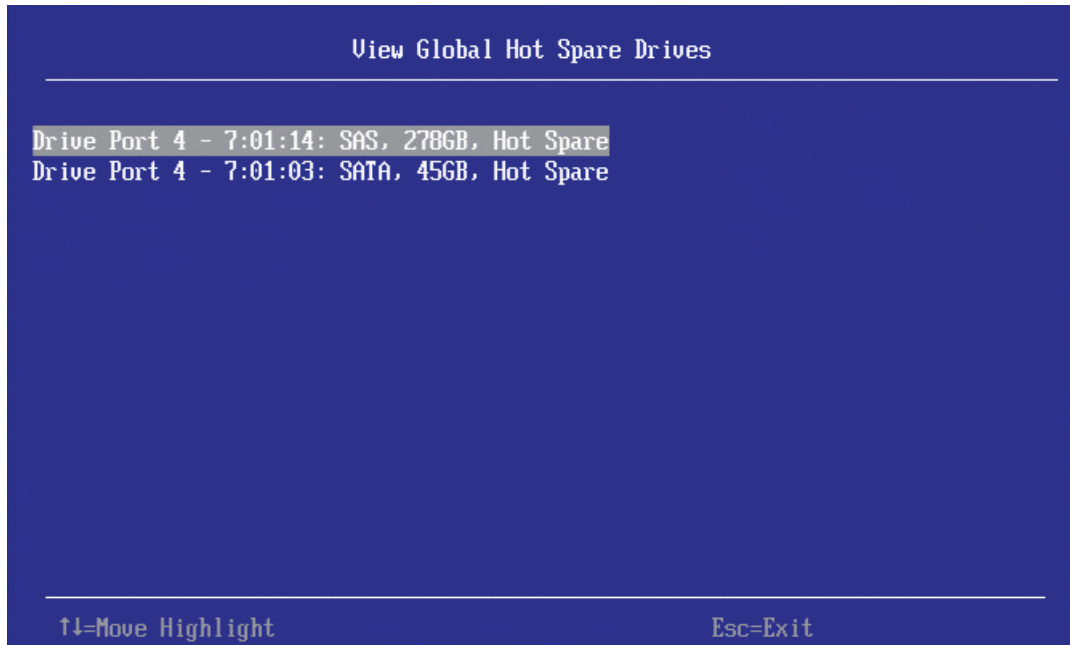 View Global Hot Spare Drives
Drive Port 4 - 7:01:14: SAS, 278GB, Hot Spare
Drive Port 4 - 7:01:03: SATA, 45GB, Hot Spare
↑↓=Move Highlight Esc=Exit